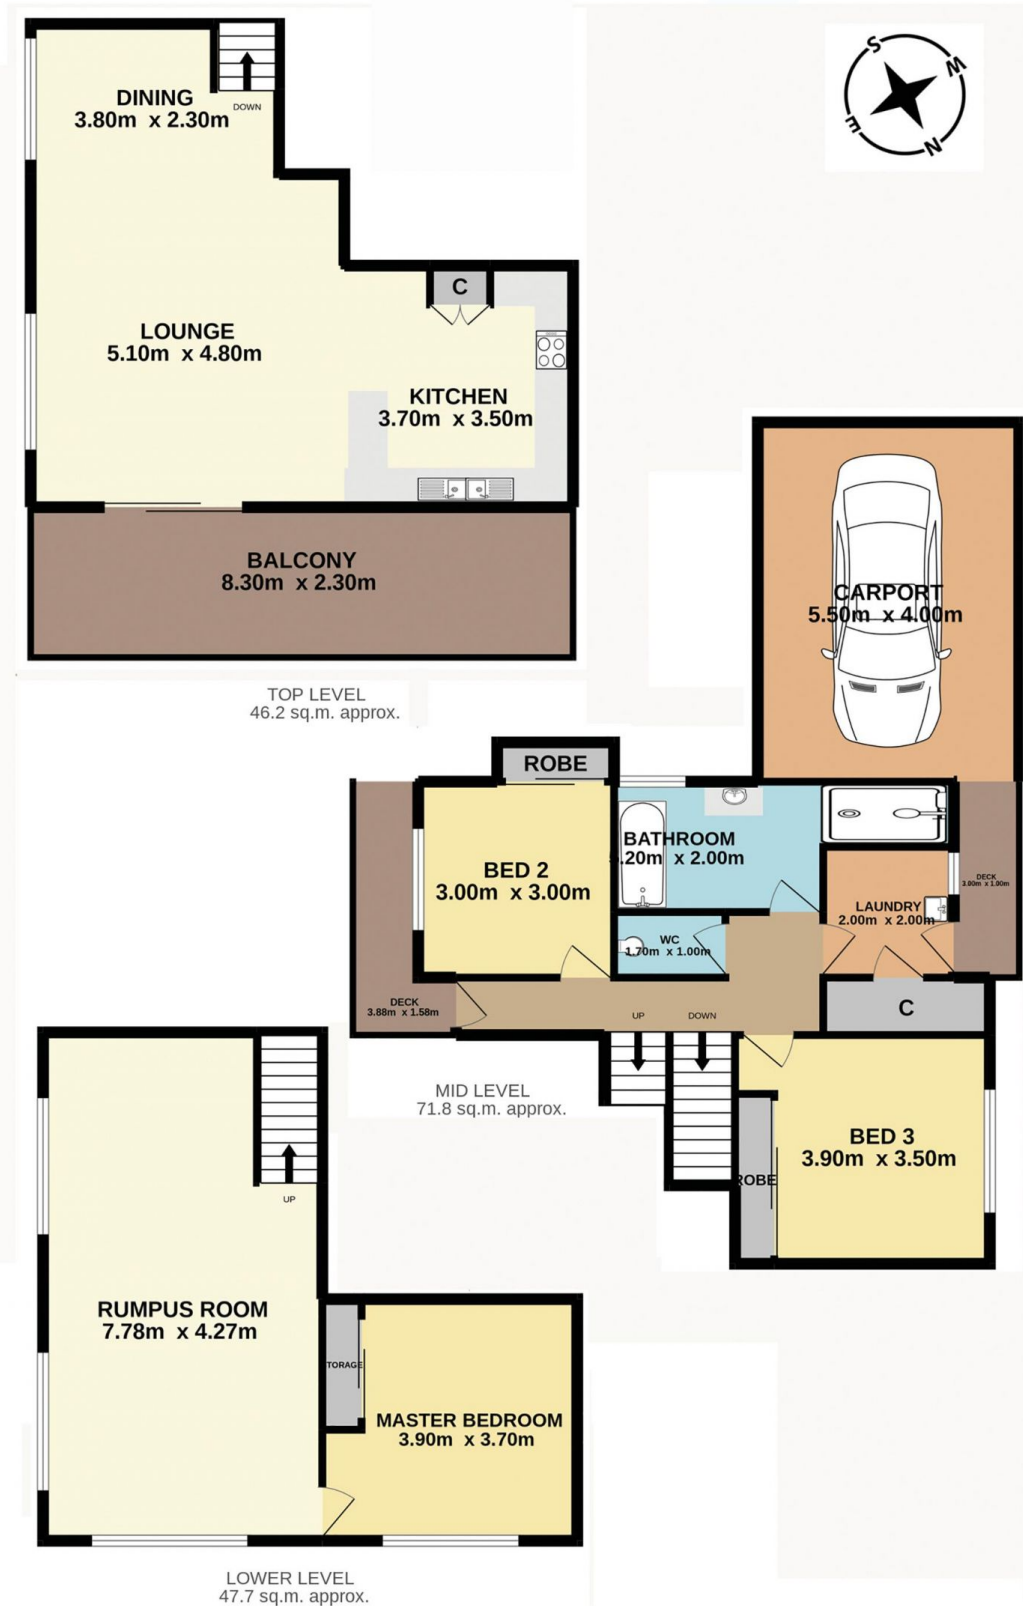 DINING
3.80m x 2.30m
DOWN
S
W
E
N
C
LOUNGE
5.10m x 4.80m
KITCHEN
3.70m x 3.50m
BALCONY
8.30m x 2.30m
TOP LEVEL
46.2 sq.m. approx.
CARPORT
5.50m x 4.00m
ROBE
BED 2
3.00m x 3.00m
BATHROOM
.20m x 2.00m
LAUNDRY
2.00m x 2.00m
DECK
3.80m x 1.00m
WC
1.70m x 1.00m
DECK
3.88m x 1.58m
UP
DOWN
C
MID LEVEL
71.8 sq.m. approx.
BED 3
3.90m x 3.50m
ROBE
UP
RUMPUS ROOM
7.78m x 4.27m
TORAGE
MASTER BEDROOM
3.90m x 3.70m
LOWER LEVEL
47.7 sq.m. approx.